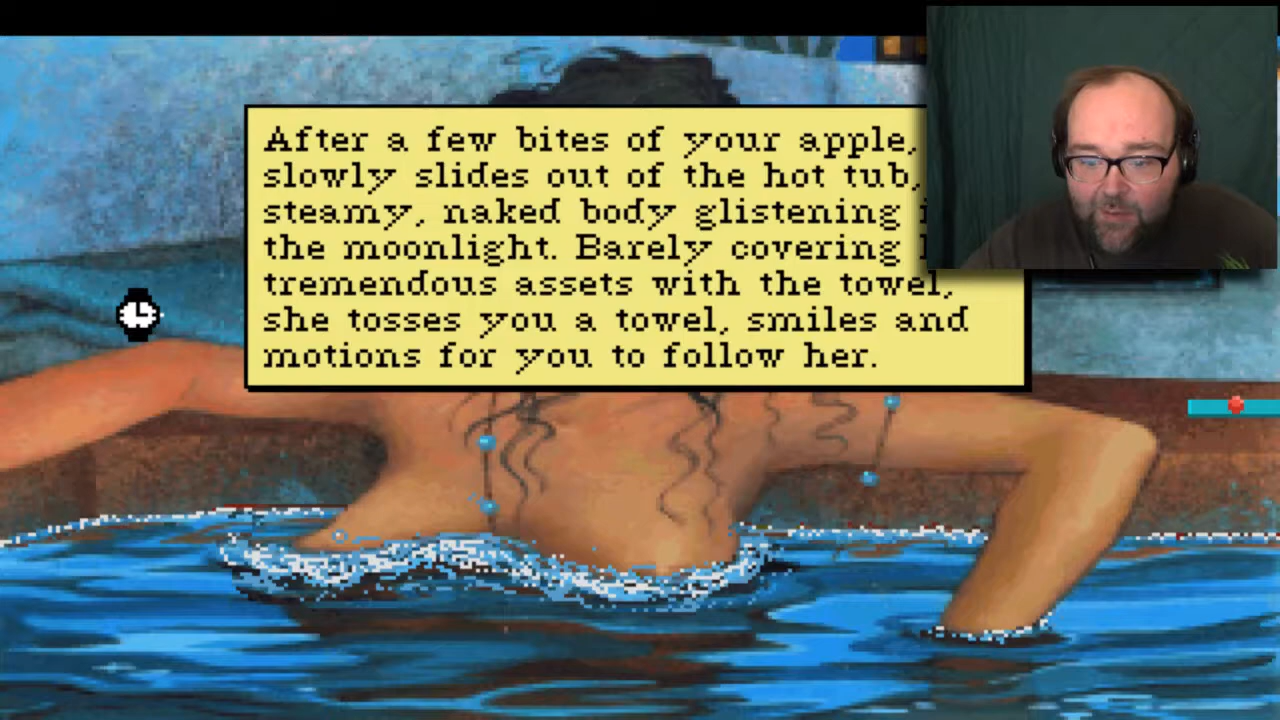 After a few bites of your apple,
slowly slides out of the hot tub,
steamy, naked body glistening
the moonlight. Barely covering
tremendous assets with the towel,
she tosses you a towel, smiles and
motions for you to follow her.